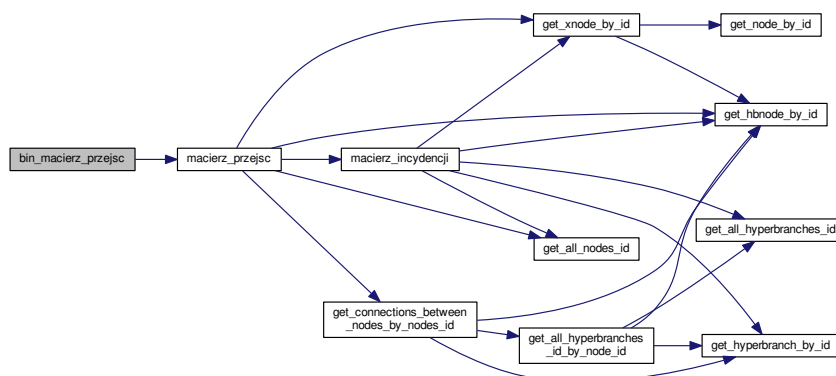 bin_macierz_przejsc
macierz_przejsc
get_xnode_by_id
get_node_by_id
get_hbnode_by_id
macierz_incydencji
get_all_nodes_id
get_all_hyperbranches_id
get_connections_between
_nodes_by_nodes_id
get_all_hyperbranches
_id_by_node_id
get_hyperbranch_by_id